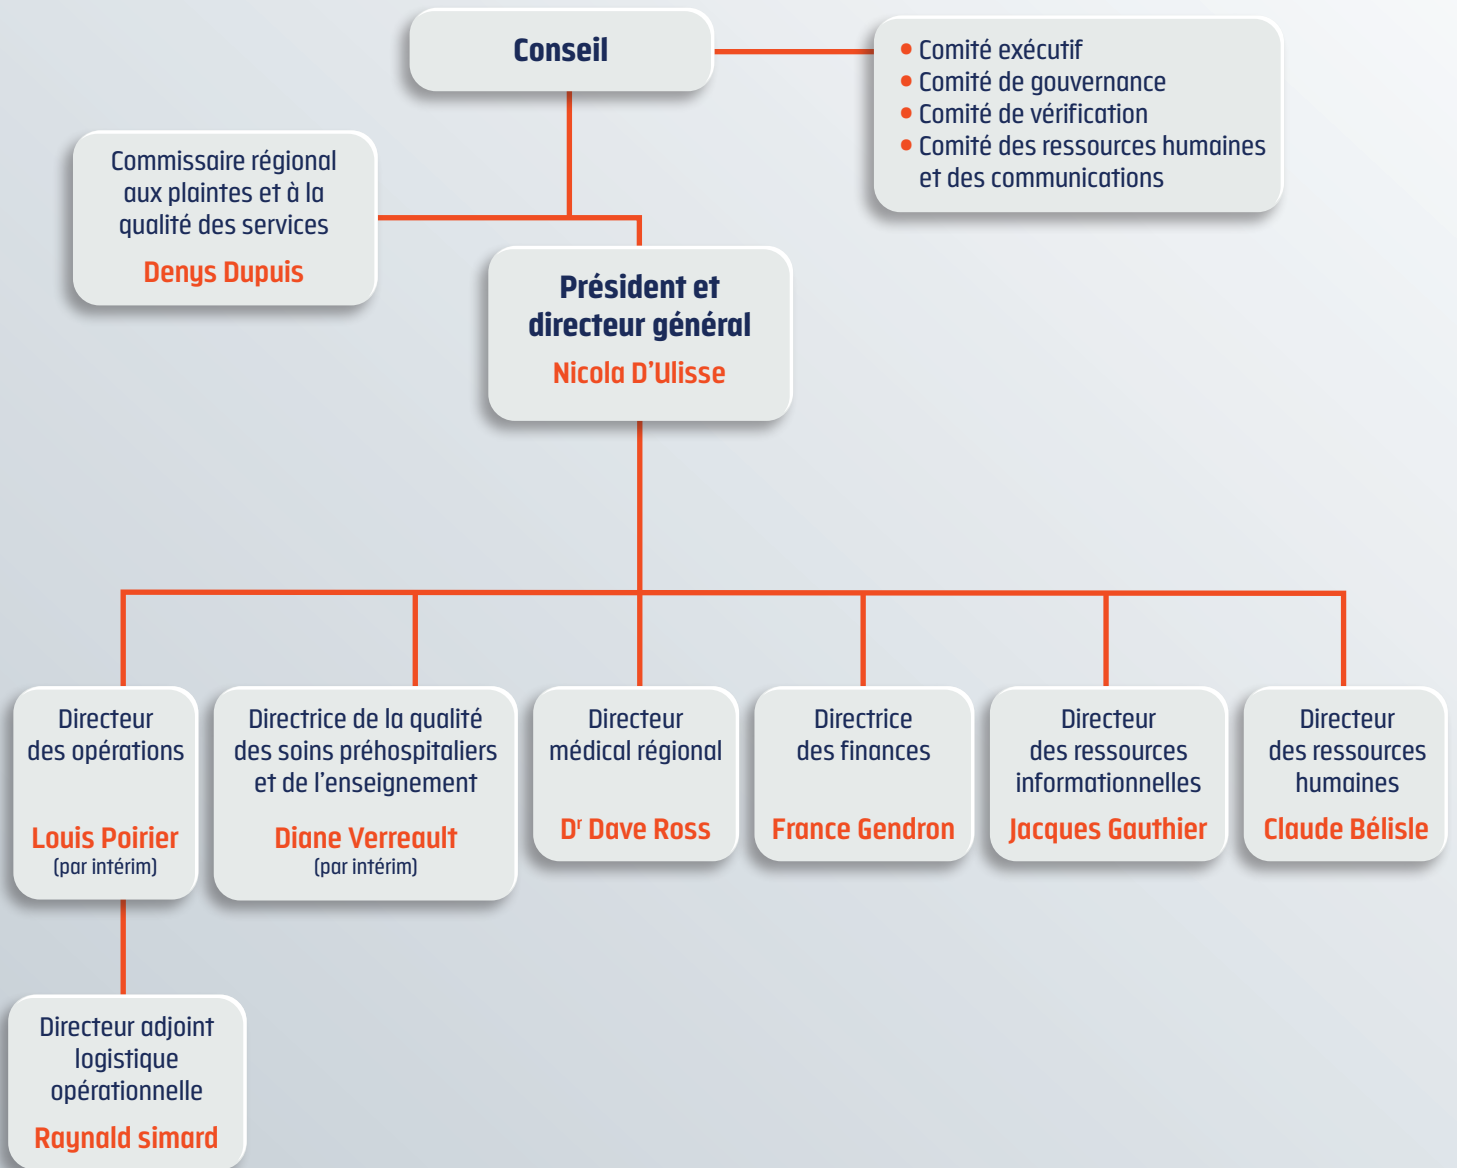 Conseil
• Comité exécutif
• Comité de gouvernance
• Comité de vérification
• Comité des ressources humaines
et des communications
Commissaire régional
aux plaintes et à la
qualité des services
Denys Dupuis
Président et
directeur général
Nicola D'Ulisse
Directeur
des opérations
Louis Poirier
(par intérim)
Directrice de la qualité
des soins préhospitaliers
et de l'enseignement
Diane Verreault
(par intérim)
Directeur
médical régional
Dʳ Dave Ross
Directrice
des finances
France Gendron
Directeur
des ressources
informationnelles
Jacques Gauthier
Directeur
des ressources
humaines
Claude Bélisle
Directeur adjoint
logistique
opérationnelle
Raynald simard